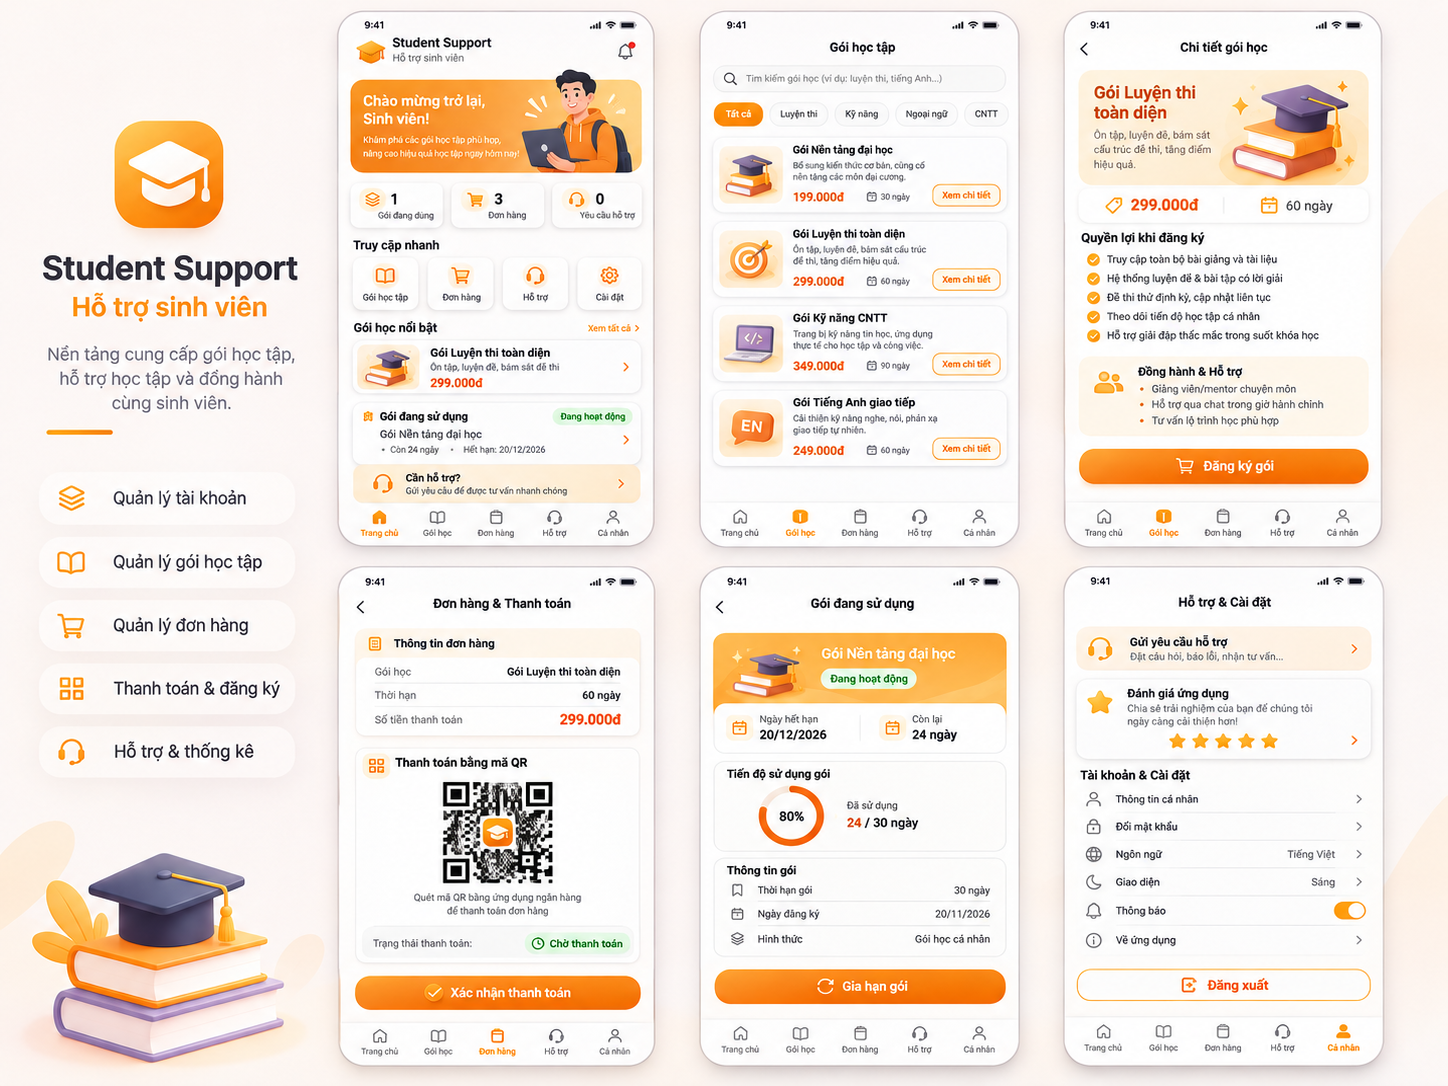 Student Support
Hỗ trợ sinh viên
Nền tảng cung cấp gói học tập,
hỗ trợ học tập và đồng hành
cùng sinh viên.
Quản lý tài khoản
Quản lý gói học tập
Quản lý đơn hàng
Thanh toán & đăng ký
Hỗ trợ & thống kê
9:41
Student Support
Hỗ trợ sinh viên
Chào mừng trở lại,
Sinh viên!
Khám phá các gói học tập phù hợp,
nâng cao hiệu quả học tập ngay hôm nay!
1
Gói đang dùng
3
Đơn hàng
0
Yêu cầu hỗ trợ
Truy cập nhanh
Gói học tập
Đơn hàng
Hỗ trợ
Cài đặt
Gói học nổi bật
Xem tất cả
Gói Luyện thi toàn diện
Ôn tập, luyện đề, bám sát đề thi
299.000đ
Gói đang sử dụng
Đang hoạt động
Gói Nền tảng đại học
• Còn 24 ngày • Hết hạn: 20/12/2026
Cần hỗ trợ?
Gửi yêu cầu để được tư vấn nhanh chóng
Trang chủ
Gói học
Đơn hàng
Hỗ trợ
Cá nhân
9:41
Gói học tập
Tìm kiếm gói học (ví dụ: luyện thi, tiếng Anh...)
Tất cả
Luyện thi
Kỹ năng
Ngoại ngữ
CNTT
Gói Nền tảng đại học
Bổ sung kiến thức cơ bản, củng cố
nền tảng các môn đại cương.
199.000đ
30 ngày
Xem chi tiết
Gói Luyện thi toàn diện
Ôn tập, luyện đề, bám sát cấu trúc
đề thi, tăng điểm hiệu quả.
299.000đ
60 ngày
Xem chi tiết
Gói Kỹ năng CNTT
Trang bị kỹ năng tin học, ứng dụng
thực tế cho học tập và công việc.
349.000đ
90 ngày
Xem chi tiết
EN
Gói Tiếng Anh giao tiếp
Cải thiện kỹ năng nghe, nói, phản xạ
giao tiếp tự nhiên.
249.000đ
60 ngày
Xem chi tiết
Trang chủ
Gói học
Đơn hàng
Hỗ trợ
Cá nhân
9:41
Chi tiết gói học
Gói Luyện thi
toàn diện
Ôn tập, luyện đề, bám sát
cấu trúc đề thi, tăng điểm
hiệu quả.
299.000đ
60 ngày
Quyền lợi khi đăng ký
Truy cập toàn bộ bài giảng và tài liệu
Hệ thống luyện đề & bài tập có lời giải
Đề thi thử định kỳ, cập nhật liên tục
Theo dõi tiến độ học tập cá nhân
Hỗ trợ giải đáp thắc mắc trong suốt khóa học
Đồng hành & Hỗ trợ
• Giảng viên/mentor chuyên môn
• Hỗ trợ qua chat trong giờ hành chính
• Tư vấn lộ trình học phù hợp
Đăng ký gói
Trang chủ
Gói học
Đơn hàng
Hỗ trợ
Cá nhân
9:41
Đơn hàng & Thanh toán
Thông tin đơn hàng
Gói học
Gói Luyện thi toàn diện
Thời hạn
60 ngày
Số tiền thanh toán
299.000đ
Thanh toán bằng mã QR
Quét mã QR bằng ứng dụng ngân hàng
để thanh toán đơn hàng
Trạng thái thanh toán:
Chờ thanh toán
Xác nhận thanh toán
Trang chủ
Gói học
Đơn hàng
Hỗ trợ
Cá nhân
9:41
Gói đang sử dụng
Gói Nền tảng đại học
Đang hoạt động
Ngày hết hạn
20/12/2026
Còn lại
24 ngày
Tiến độ sử dụng gói
80%
Đã sử dụng
24 / 30 ngày
Thông tin gói
Thời hạn gói
30 ngày
Ngày đăng ký
20/11/2026
Hình thức
Gói học cá nhân
Gia hạn gói
Trang chủ
Gói học
Đơn hàng
Hỗ trợ
Cá nhân
9:41
Hỗ trợ & Cài đặt
Gửi yêu cầu hỗ trợ
Đặt câu hỏi, báo lỗi, nhận tư vấn...
Đánh giá ứng dụng
Chia sẻ trải nghiệm của bạn để chúng tôi
ngày càng cải thiện hơn!
Tài khoản & Cài đặt
Thông tin cá nhân
Đổi mật khẩu
Ngôn ngữ
Tiếng Việt
Giao diện
Sáng
Thông báo
Về ứng dụng
Đăng xuất
Trang chủ
Gói học
Đơn hàng
Hỗ trợ
Cá nhân